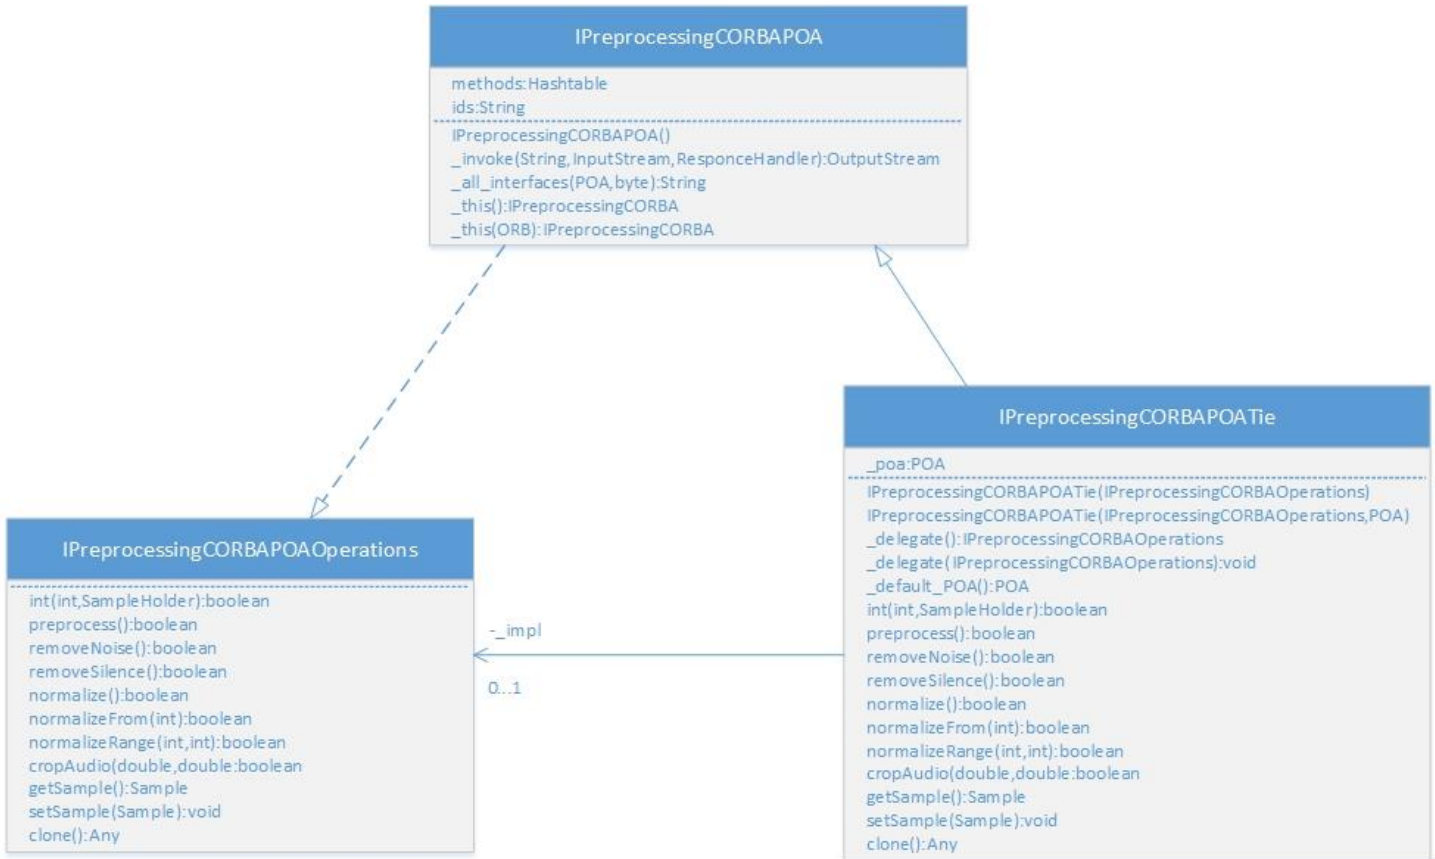 IPreprocessingCORBAPOA
methods:Hashtable
ids:String
IPreprocessingCORBAPOA()
_invoke(String,InputStream,ResponceHandler):OutputStream
_all_interfaces(POA,byte):String
_this():IPreprocessingCORBA
_this(ORB):IPreprocessingCORBA
IPreprocessingCORBAPOAOperations
int(int,SampleHolder):boolean
preprocess():boolean
removeNoise():boolean
removeSilence():boolean
normalize():boolean
normalizeFrom(int):boolean
normalizeRange(int,int):boolean
cropAudio(double,double:boolean
getSample():Sample
setSample(Sample):void
clone():Any
-_impl
0...1
IPreprocessingCORBAPOATie
_poa:POA
IPreprocessingCORBAPOATie(IPreprocessingCORBAOperations)
IPreprocessingCORBAPOATie(IPreprocessingCORBAOperations,POA)
_delegate():IPreprocessingCORBAOperations
_delegate(IPreprocessingCORBAOperations):void
_default_POA():POA
int(int,SampleHolder):boolean
preprocess():boolean
removeNoise():boolean
removeSilence():boolean
normalize():boolean
normalizeFrom(int):boolean
normalizeRange(int,int):boolean
cropAudio(double,double:boolean
getSample():Sample
setSample(Sample):void
clone():Any